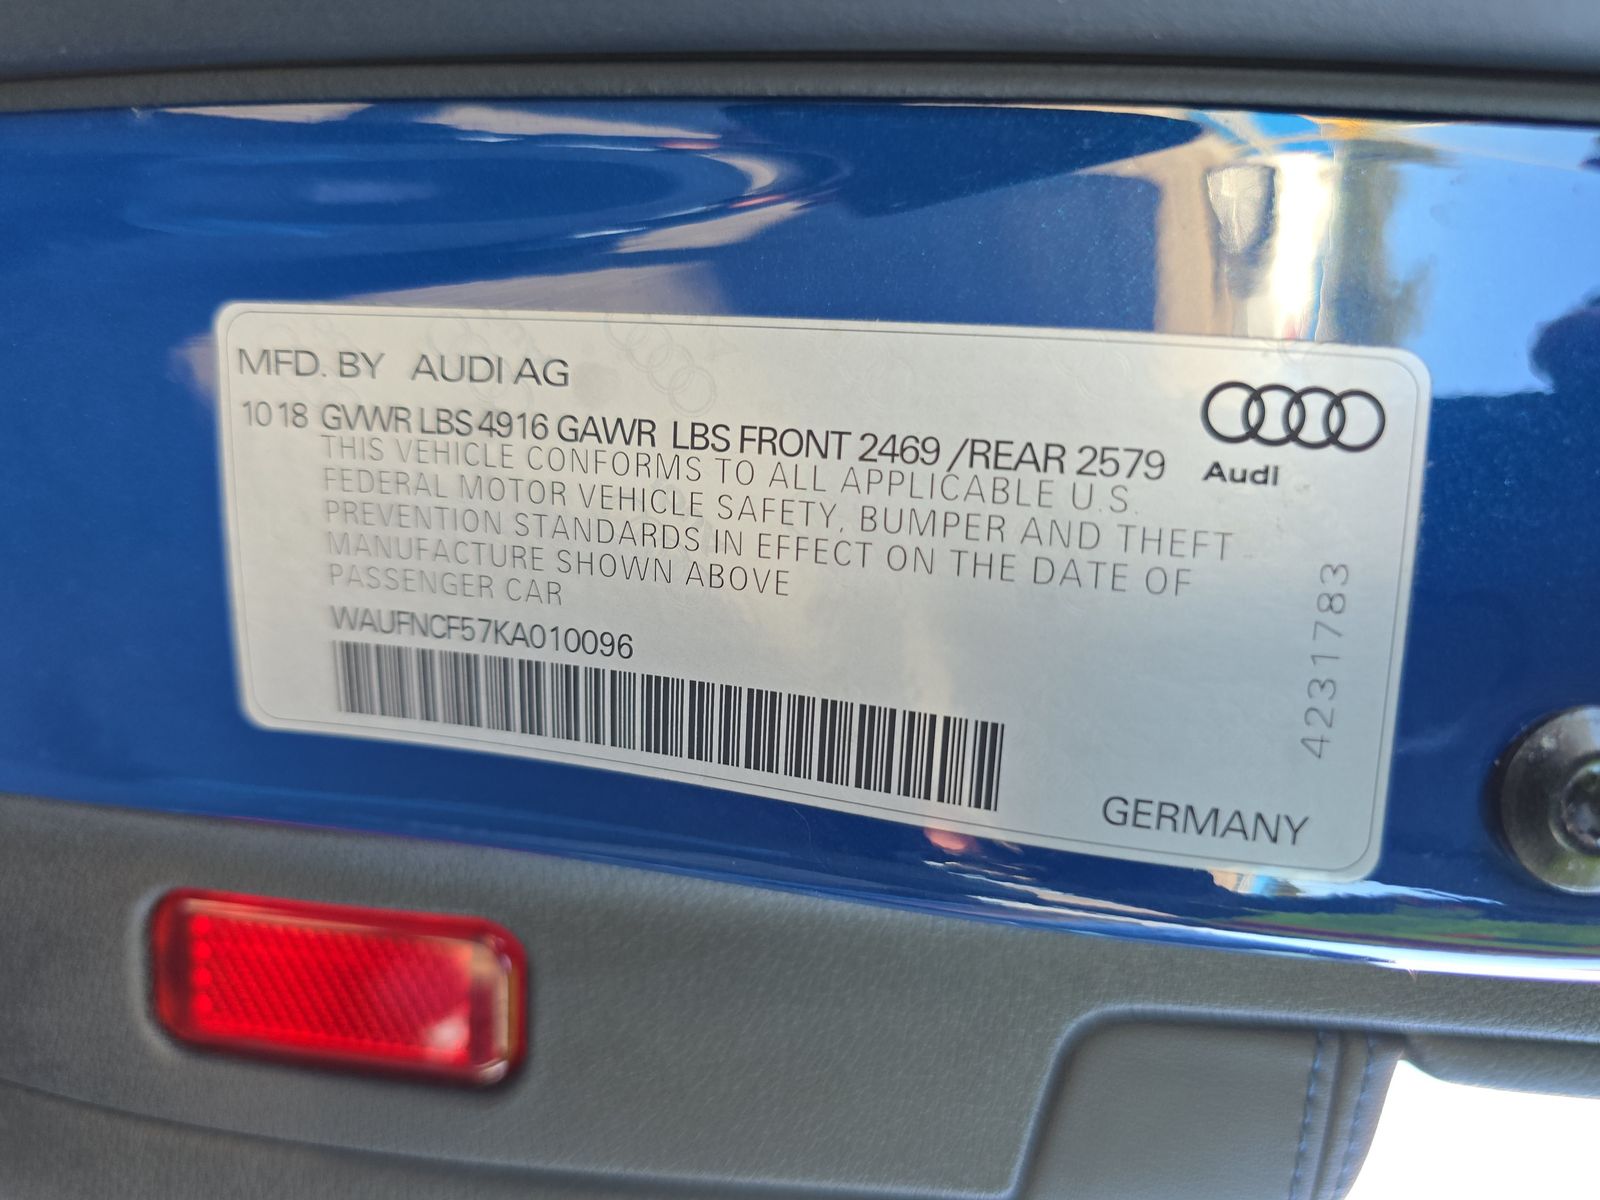 MFD. BY AUDI AG
10 18 GVWR LBS 4916 GAWR LBS FRONT 2469 /REAR 2579
THIS VEHICLE CONFORMS TO ALL APPLICABLE U.S.
FEDERAL MOTOR VEHICLE SAFETY, BUMPER AND THEFT
PREVENTION STANDARDS IN EFFECT ON THE DATE OF
MANUFACTURE SHOWN ABOVE
PASSENGER CAR
WAUFNCF57KA010096
Audi
4231783
GERMANY